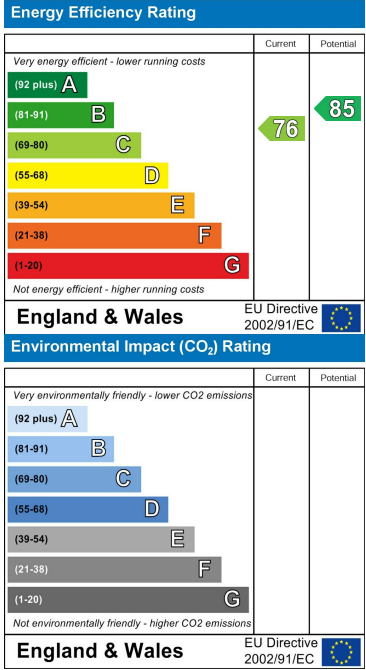 Energy Efficiency Rating
Current Potential
Very energy efficient - lower running costs
(92 plus) A
(81-91) B
(69-80) C
(55-68) D
(39-54) E
(21-38) F
(1-20) G
76
85
Not energy efficient - higher running costs
England & Wales
EU Directive
2002/91/EC
Environmental Impact (CO₂) Rating
Current Potential
Very environmentally friendly - lower CO2 emissions
(92 plus) A
(81-91) B
(69-80) C
(55-68) D
(39-54) E
(21-38) F
(1-20) G
Not environmentally friendly - higher CO2 emissions
England & Wales
EU Directive
2002/91/EC